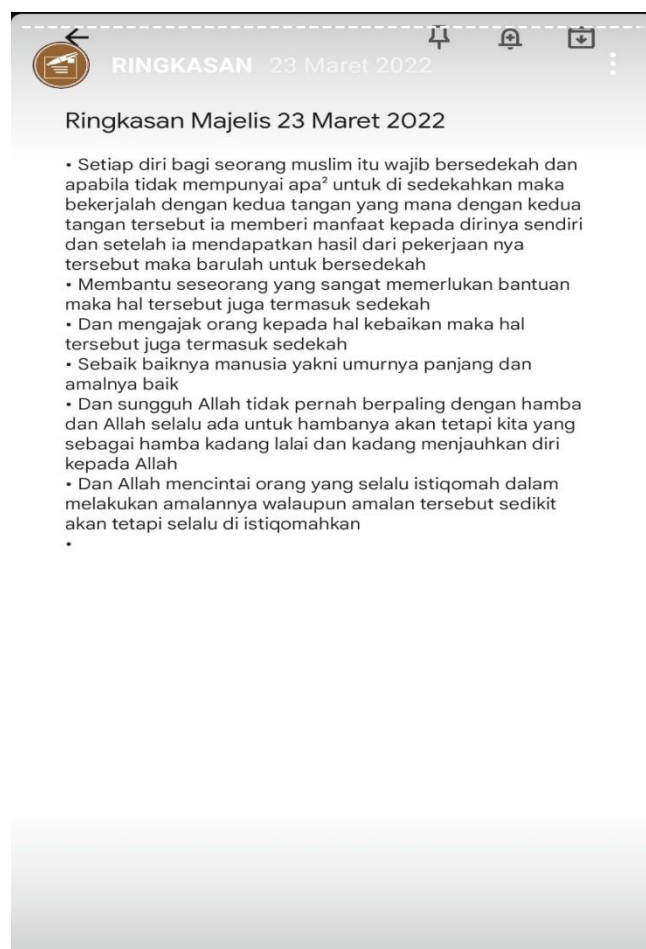 RINGKASAN 23 Maret 2022
Ringkasan Majelis 23 Maret 2022
• Setiap diri bagi seorang muslim itu wajib bersedekah dan
apabila tidak mempunyai apa² untuk di sedekahkan maka
bekerjalah dengan kedua tangan yang mana dengan kedua
tangan tersebut ia memberi manfaat kepada dirinya sendiri
dan setelah ia mendapatkan hasil dari pekerjaan nya
tersebut maka barulah untuk bersedekah
• Membantu seseorang yang sangat memerlukan bantuan
maka hal tersebut juga termasuk sedekah
• Dan mengajak orang kepada hal kebaikan maka hal
tersebut juga termasuk sedekah
• Sebaik baiknya manusia yakni umurnya panjang dan
amalnya baik
• Dan sungguh Allah tidak pernah berpaling dengan hamba
dan Allah selalu ada untuk hambanya akan tetapi kita yang
sebagai hamba kadang lalai dan kadang menjauhkan diri
kepada Allah
• Dan Allah mencintai orang yang selalu istiqomah dalam
melakukan amalannya walaupun amalan tersebut sedikit
akan tetapi selalu di istiqomahkan
•